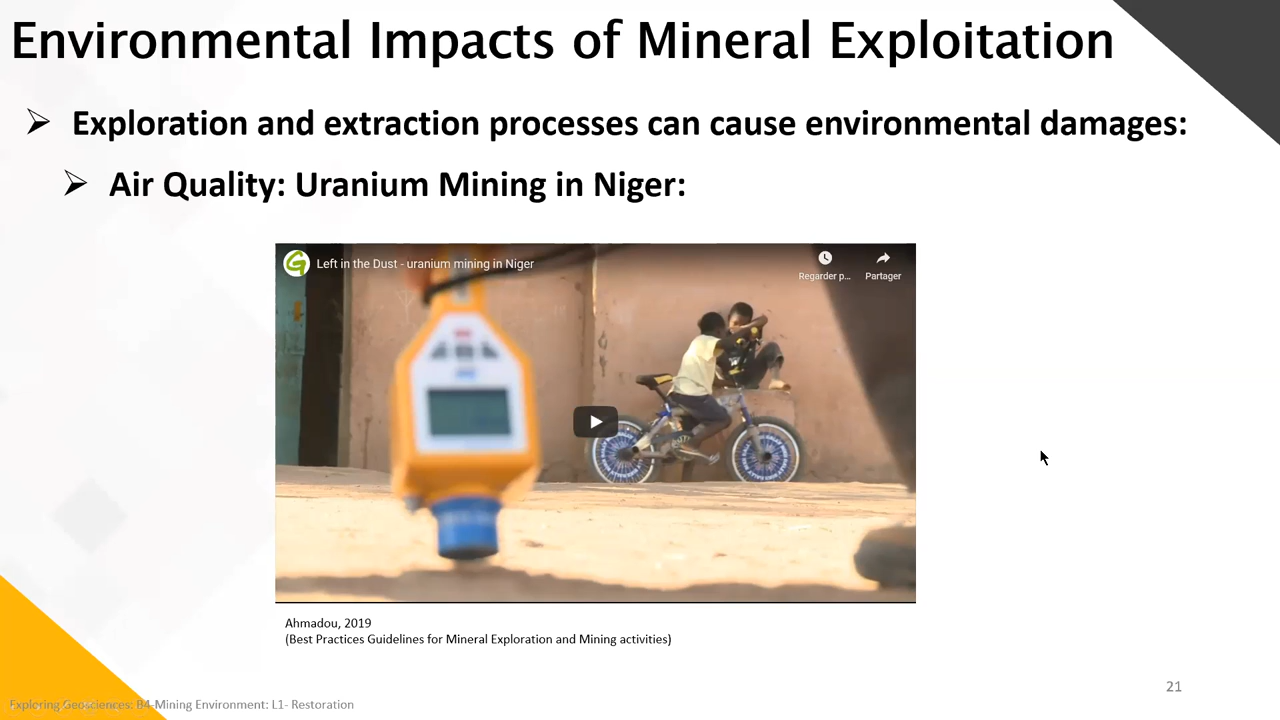 Environmental Impacts of Mineral Exploitation
Exploration and extraction processes can cause environmental damages:
Air Quality: Uranium Mining in Niger:
Left in the Dust - uranium mining in Niger
Regarder p...
Partager
Ahmadou, 2019
(Best Practices Guidelines for Mineral Exploration and Mining activities)
21
Exploring Geosciences: B4-Mining Environment: L1- Restoration